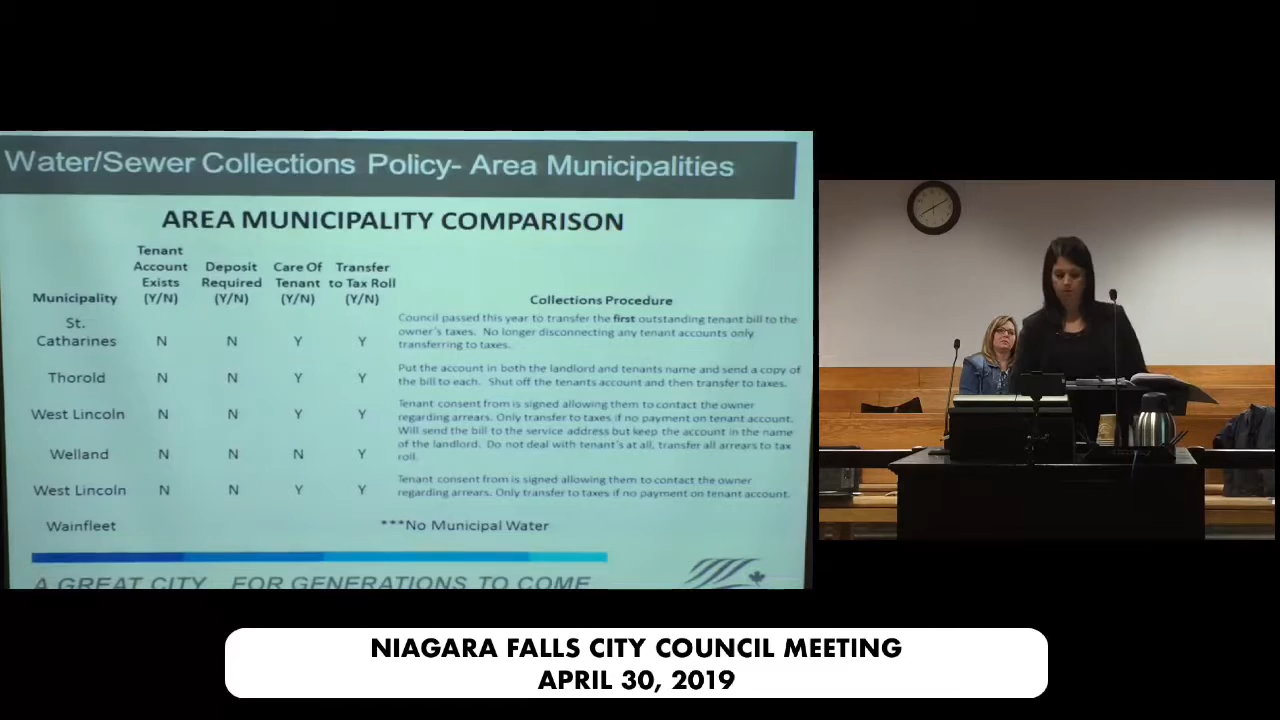 Water/Sewer Collections Policy- Area Municipalities
AREA MUNICIPALITY COMPARISON
Tenant
Account Deposit Care Of Transfer
Exists Required Tenant to Tax Roll
Municipality (Y/N) (Y/N) (Y/N) (Y/N) Collections Procedure
St. Catharines N N Y Y
Council passed this year to transfer the first outstanding tenant bill to the
owner's taxes. No longer disconnecting any tenant accounts only
transferring to taxes.
Thorold N N Y Y
Put the account in both the landlord and tenants name and send a copy of
the bill to each. Shut off the tenants account and then transfer to taxes.
West Lincoln N N Y Y
Tenant consent from is signed allowing them to contact the owner
regarding arrears. Only transfer to taxes if no payment on tenant account.
Welland N N N Y
Will send the bill to the service address but keep the account in the name
of the landlord. Do not deal with tenant's at all, transfer all arrears to tax
roll.
West Lincoln N N Y Y
Tenant consent from is signed allowing them to contact the owner
regarding arrears. Only transfer to taxes if no payment on tenant account.
Wainfleet ***No Municipal Water
A GREAT CITY...FOR GENERATIONS TO COME
NIAGARA FALLS CITY COUNCIL MEETING
APRIL 30, 2019